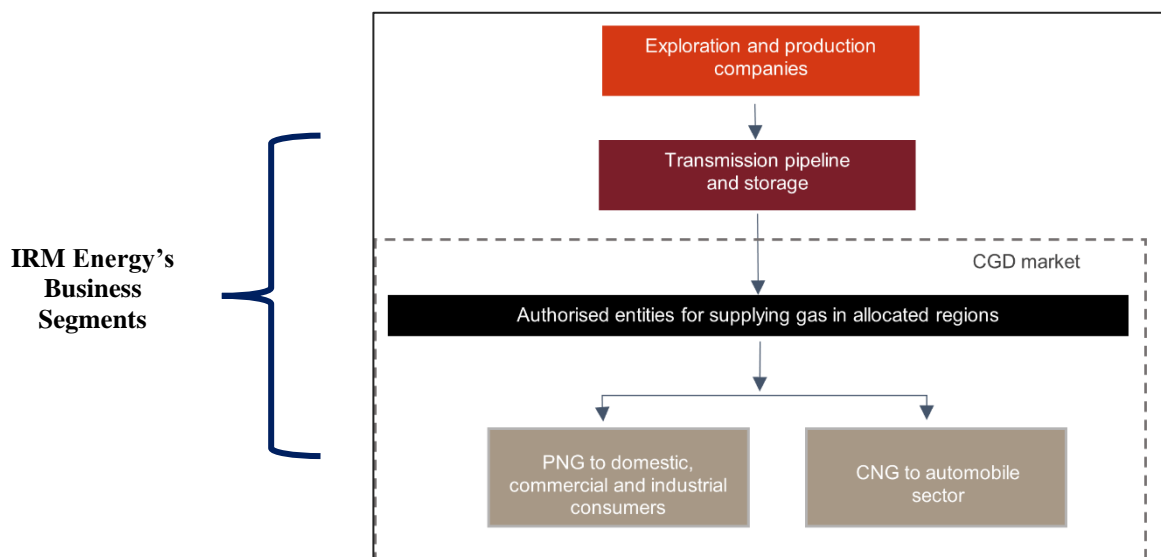 Exploration and production
companies
Transmission pipeline
and storage
IRM Energy’s
Business
Segments
CGD market
Authorised entities for supplying gas in allocated regions
PNG to domestic,
commercial and industrial
consumers
CNG to automobile
sector